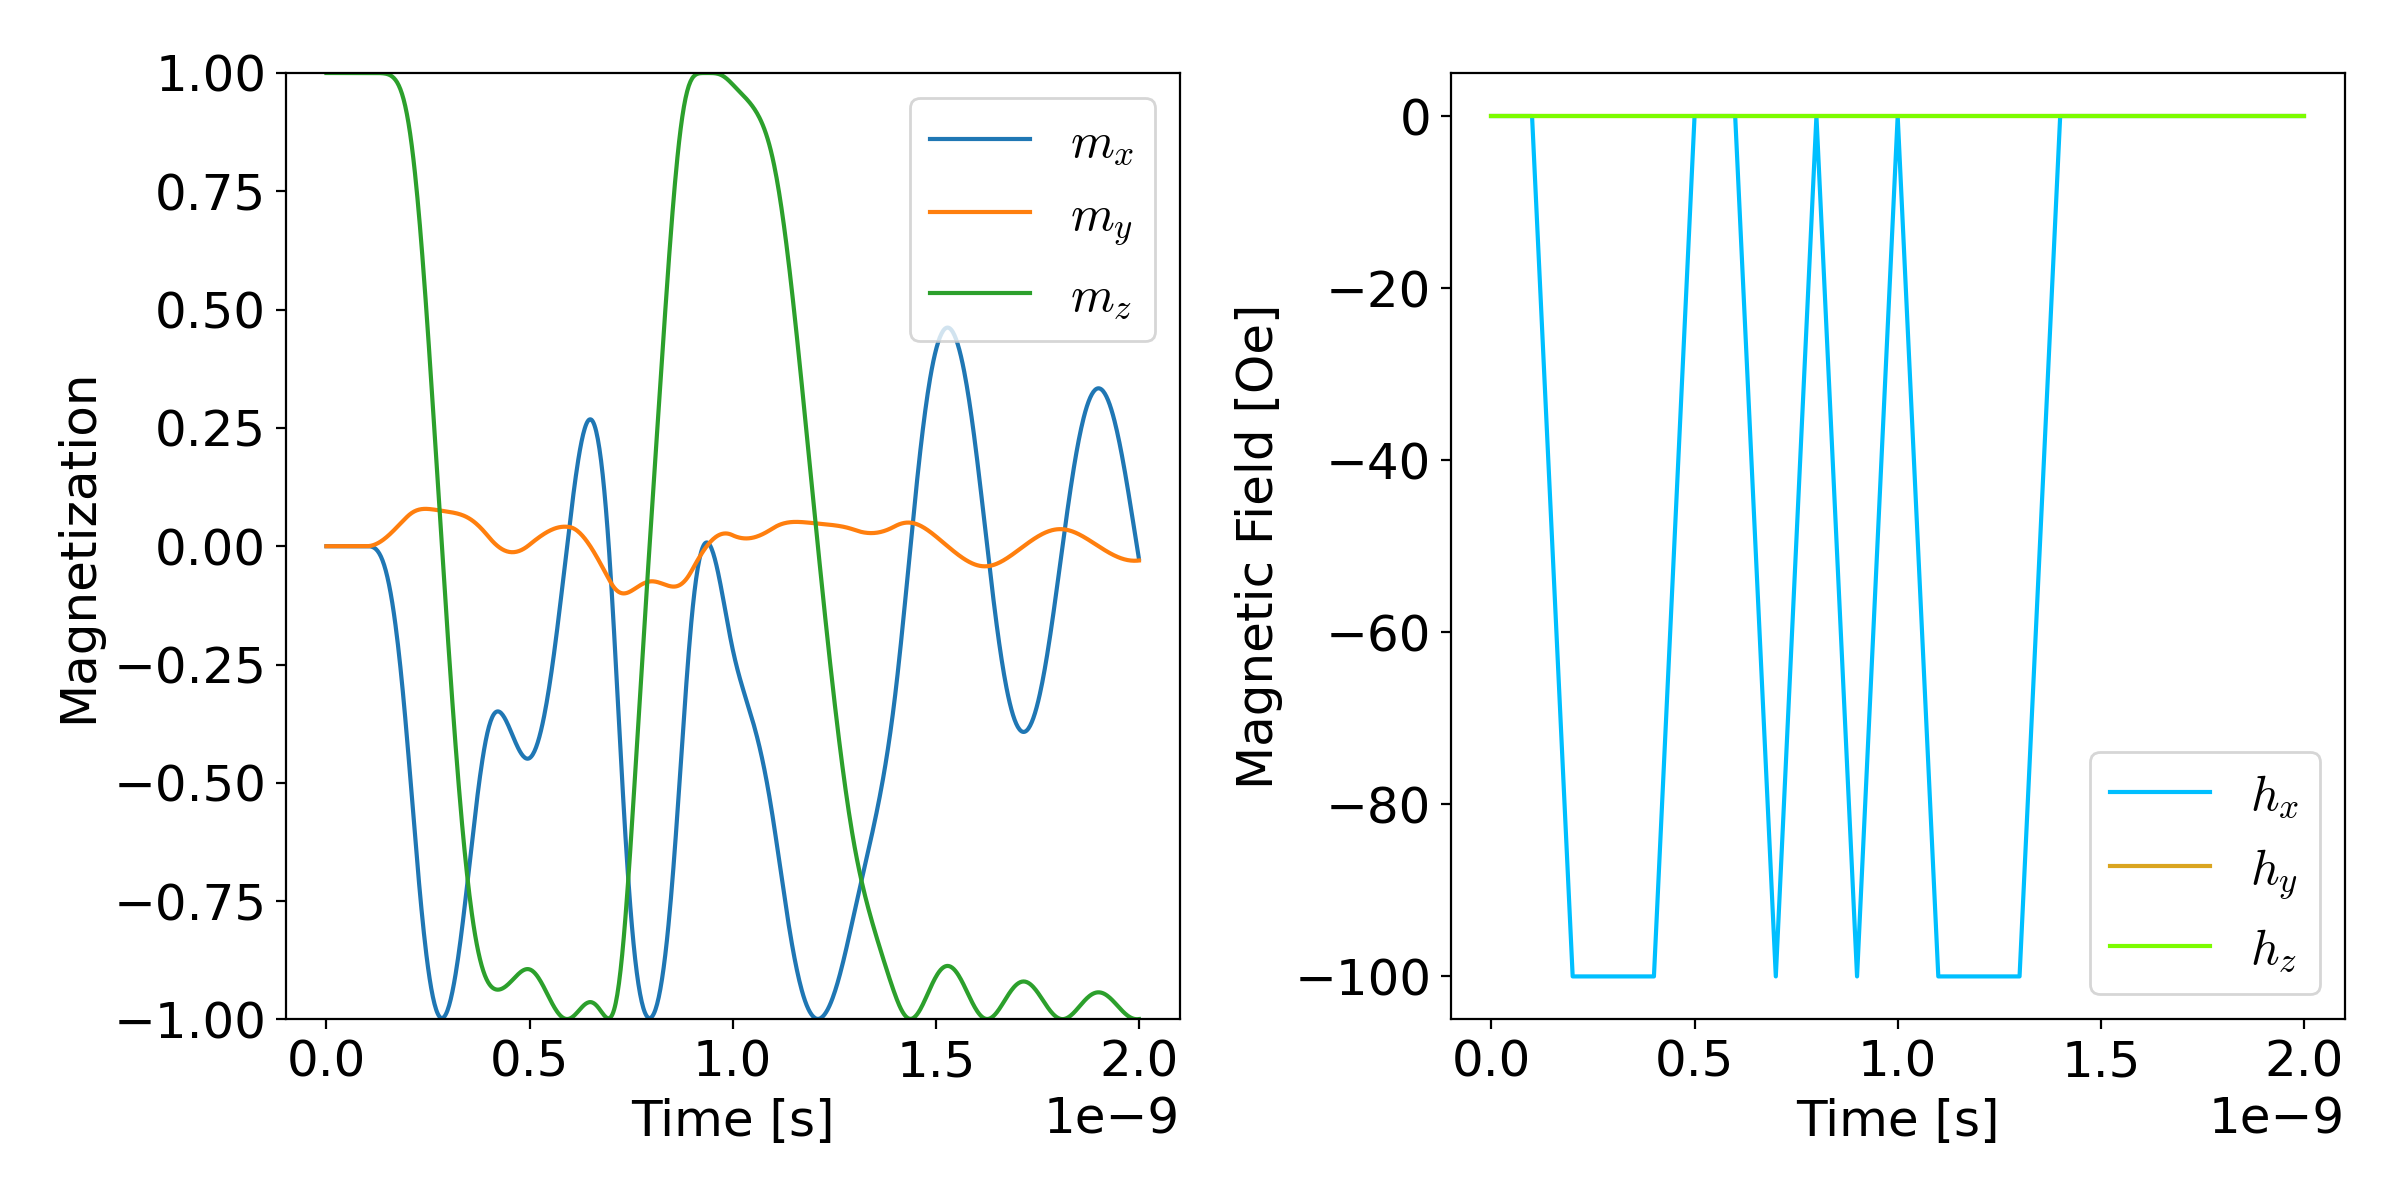 Magnetization
1.00
0.75
0.50
0.25
0.00
−0.25
−0.50
−0.75
−1.00
0.0 0.5 1.0 1.5 2.0
Time [s]
1e−9
m_x
m_y
m_z
Magnetic Field [Oe]
0
−20
−40
−60
−80
−100
0.0 0.5 1.0 1.5 2.0
Time [s]
1e−9
h_x
h_y
h_z